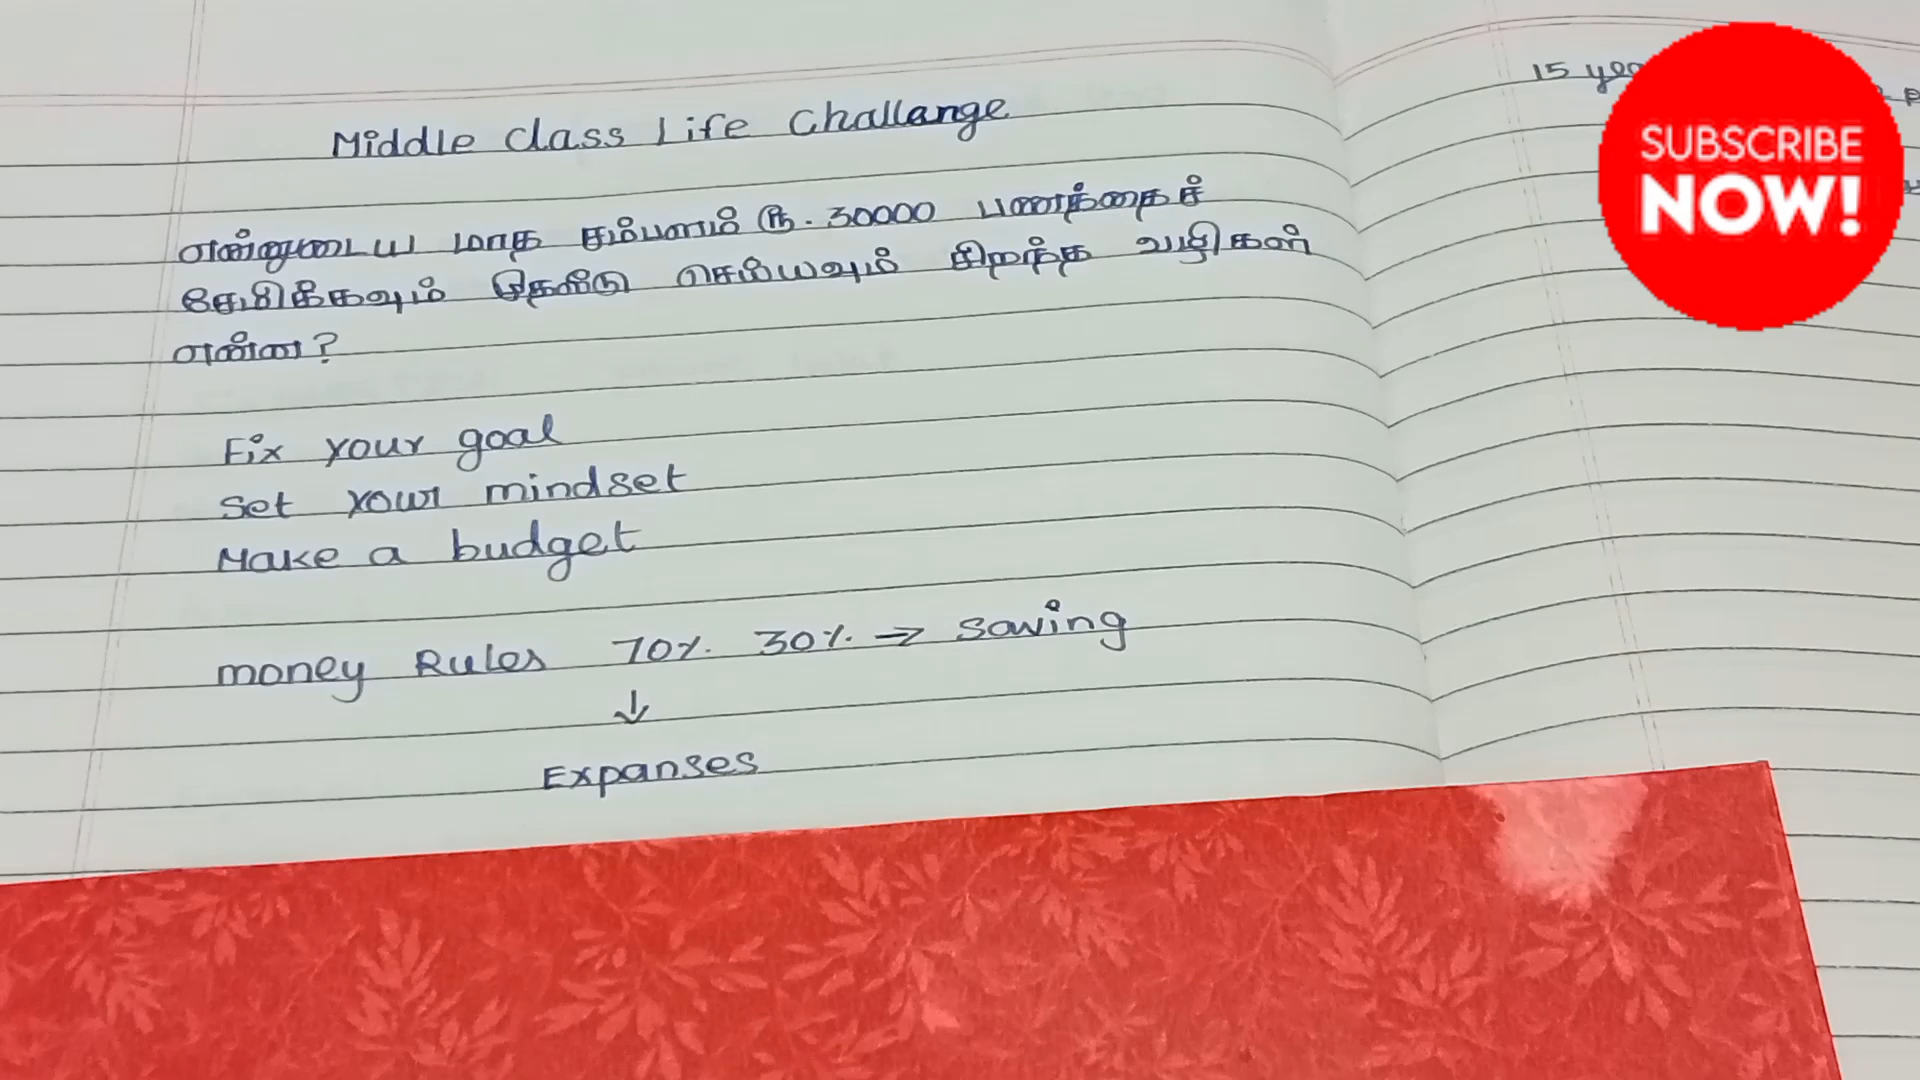 Middle Class Life Challange
என்னுடைய மாத சம்பளம் ரூ. 30000 பணத்தைச்
சேமிக்கவும் முதலீடு செய்யவும் சிறந்த வழிகள்
என்ன?
Fix your goal
Set your mindset
Make a budget
money Rules 70% 30% → Saving
↓
Expanses
15
SUBSCRIBE
NOW!